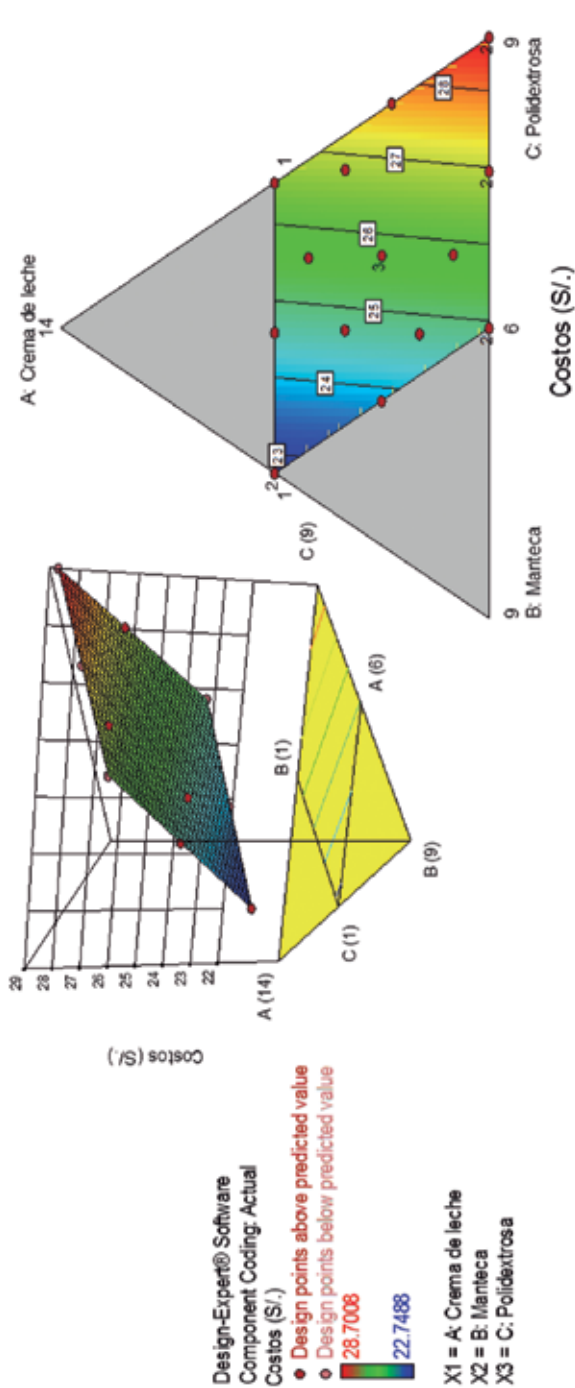 Design-Expert® Software
Component Coding: Actual
Costos (S/.)
Design points above predicted value
Design points below predicted value
28.7008
22.7488
X1 = A: Crema de leche
X2 = B: Manteca
X3 = C: Polidextrosa
Costos (S/.)
29
28
27
26
25
24
23
22
A (14)
B (1)
C (9)
C (1)
A (6)
B (9)
A: Crema de leche
14
2
1
1
23
24
25
26
27
28
3
2
2
2
9
6
9
B: Manteca
C: Polidextrosa
Costos (S/.)